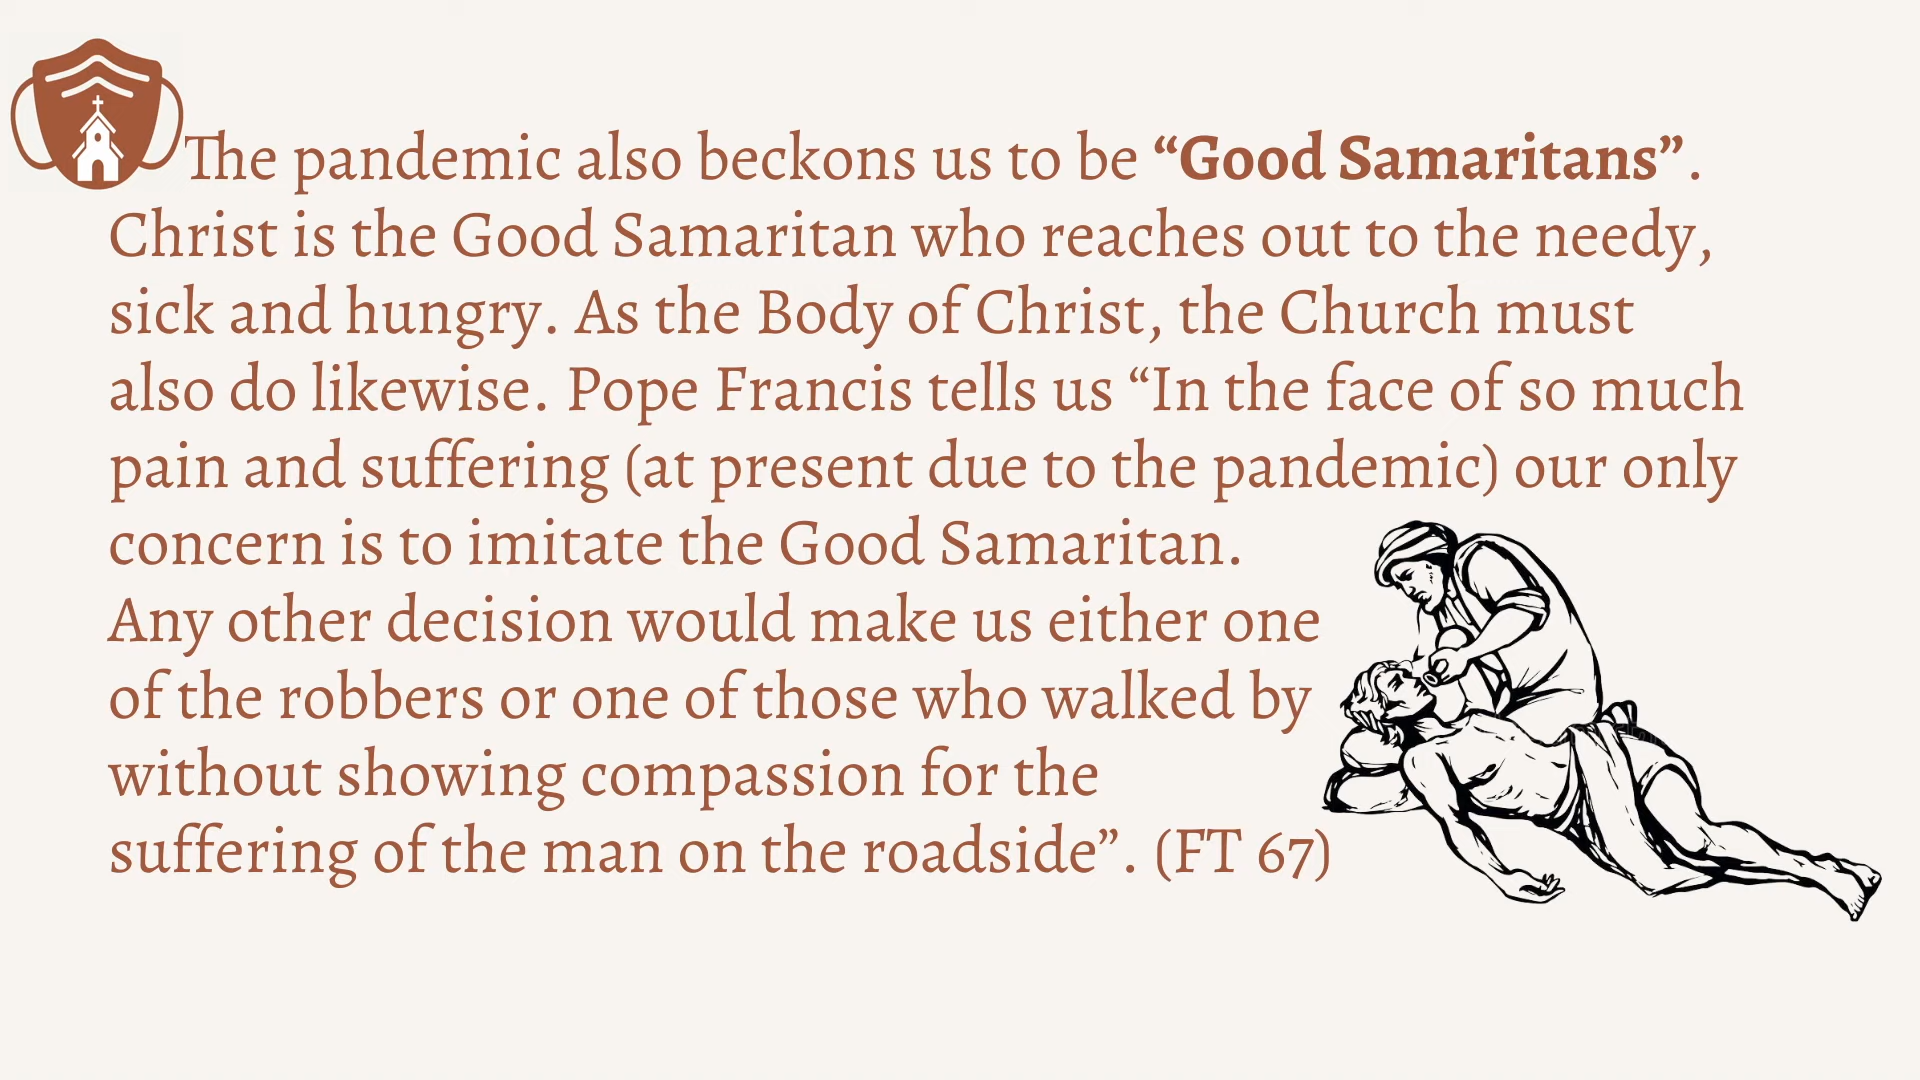 The pandemic also beckons us to be “Good Samaritans”.
Christ is the Good Samaritan who reaches out to the needy,
sick and hungry. As the Body of Christ, the Church must
also do likewise. Pope Francis tells us “In the face of so much
pain and suffering (at present due to the pandemic) our only
concern is to imitate the Good Samaritan.
Any other decision would make us either one
of the robbers or one of those who walked by
without showing compassion for the
suffering of the man on the roadside”. (FT 67)